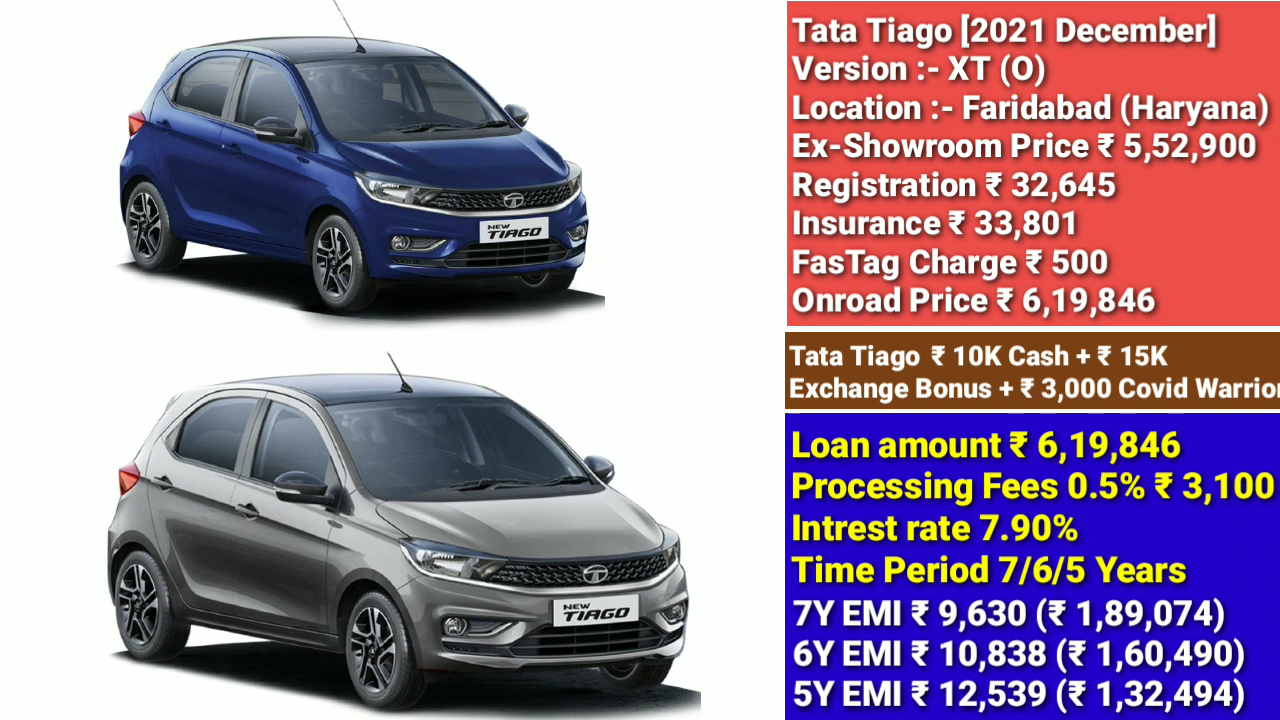 NEW
TIAGO
NEW
TIAGO
Tata Tiago [2021 December]
Version :- XT (O)
Location :- Faridabad (Haryana)
Ex-Showroom Price ₹ 5,52,900
Registration ₹ 32,645
Insurance ₹ 33,801
FasTag Charge ₹ 500
Onroad Price ₹ 6,19,846
Tata Tiago ₹ 10K Cash + ₹ 15K
Exchange Bonus + ₹ 3,000 Covid Warrior
Loan amount ₹ 6,19,846
Processing Fees 0.5% ₹ 3,100
Intrest rate 7.90%
Time Period 7/6/5 Years
7Y EMI ₹ 9,630 (₹ 1,89,074)
6Y EMI ₹ 10,838 (₹ 1,60,490)
5Y EMI ₹ 12,539 (₹ 1,32,494)